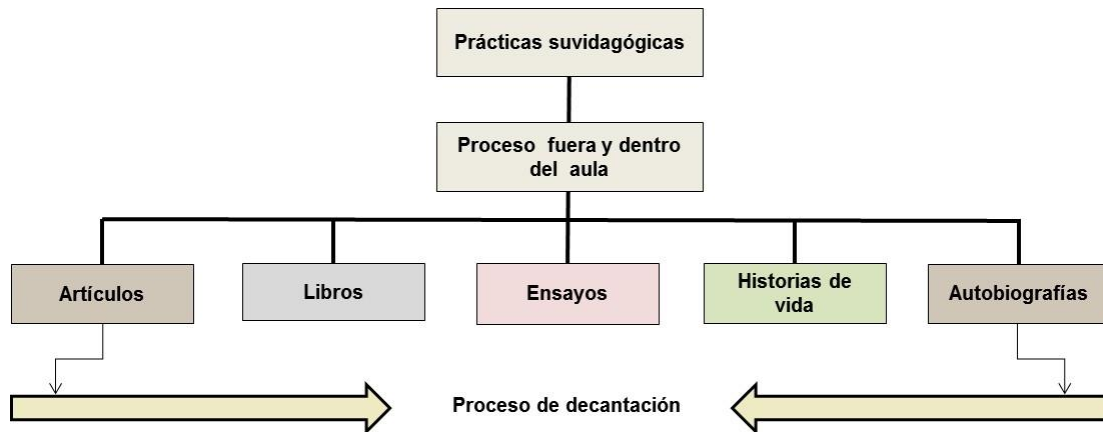 Prácticas suvidagógicas
Proceso fuera y dentro
del aula
Artículos
Libros
Ensayos
Historias de
vida
Autobiografías
Proceso de decantación